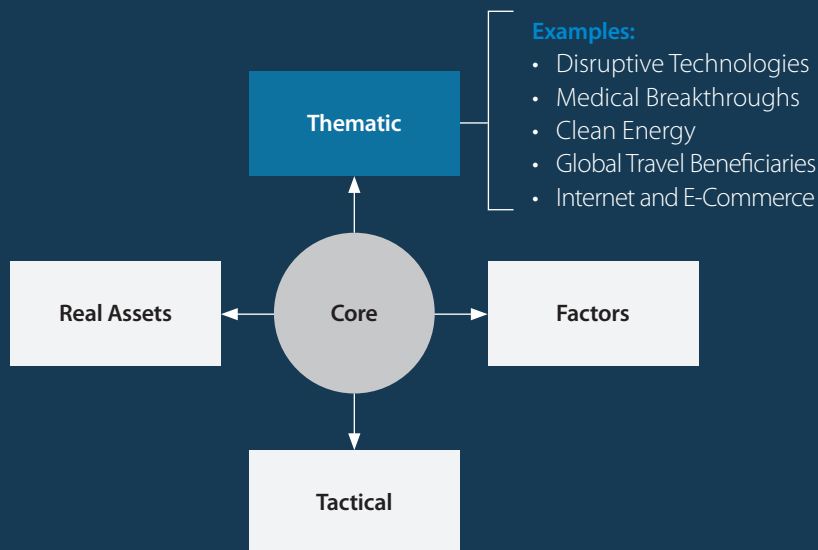 Examples:
• Disruptive Technologies
• Medical Breakthroughs
• Clean Energy
• Global Travel Beneficiaries
• Internet and E-Commerce
Thematic
Real Assets
Core
Factors
Tactical